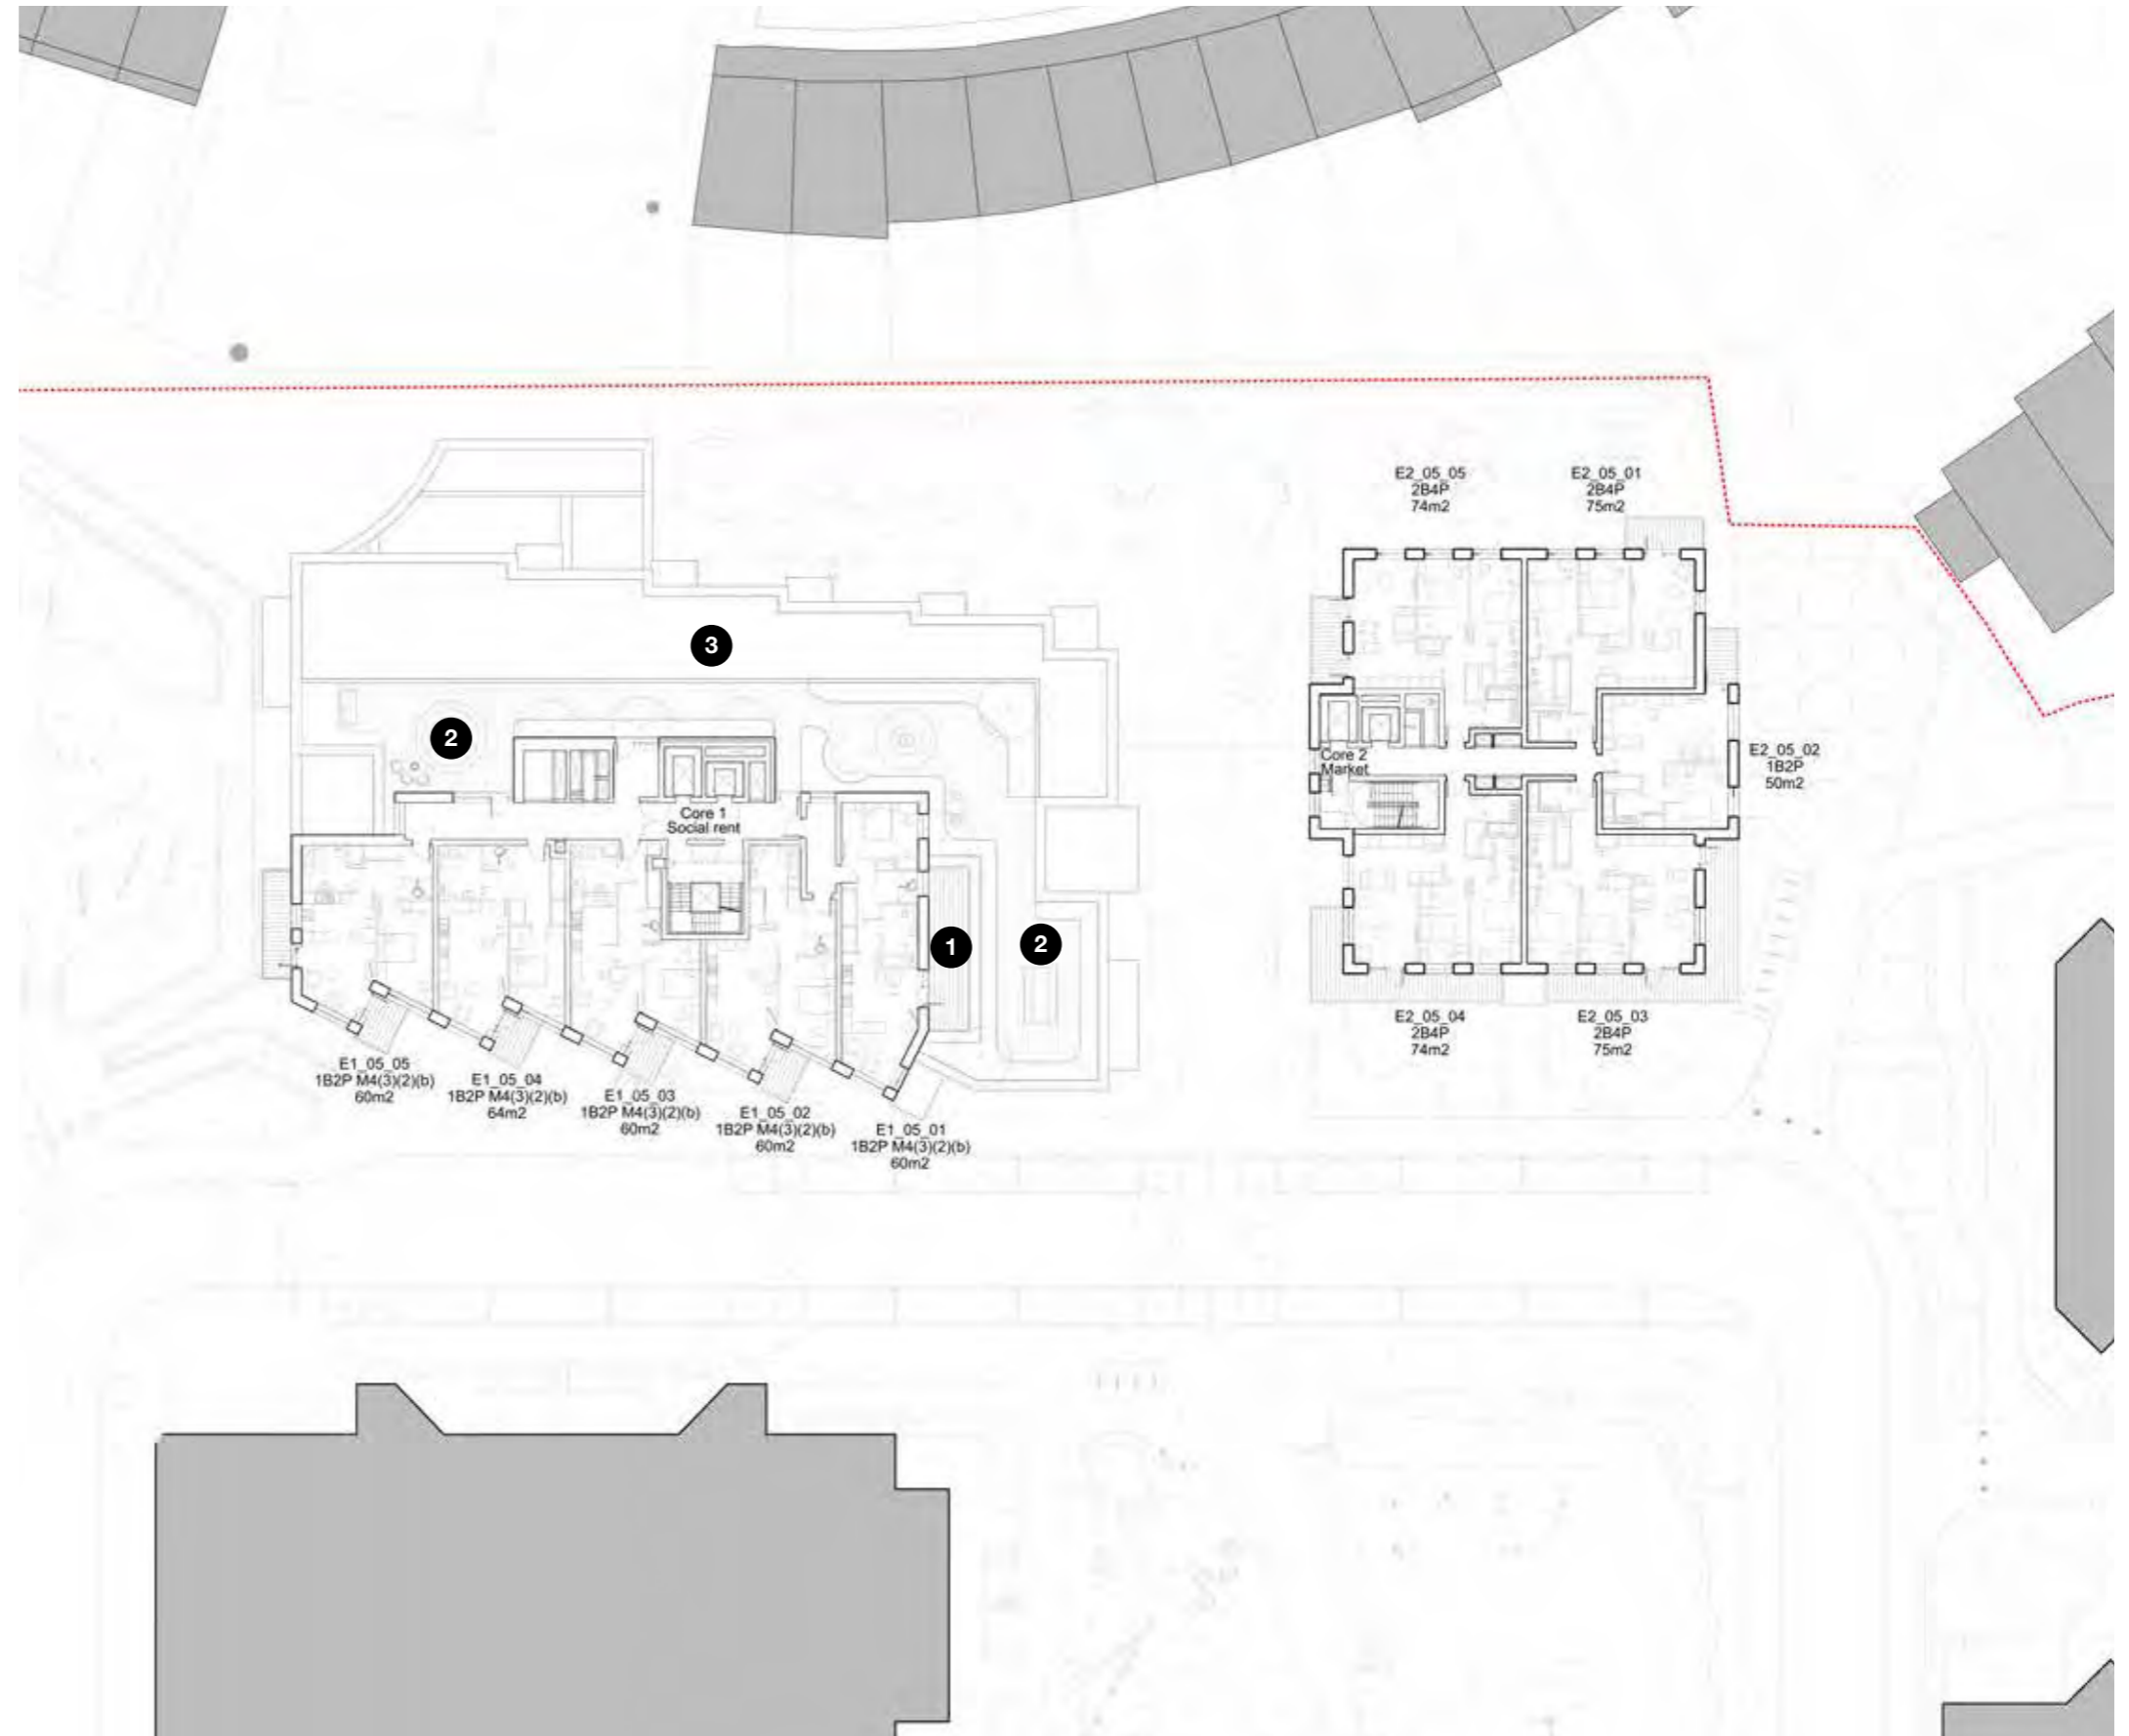 E2_05_05
2B4P
74m2
E2_05_01
2B4P
75m2
3
2
Core 2
Market
E2_05_02
1B2P
50m2
Core 1
Social rent
1
2
E2_05_04
2B4P
74m2
E2_05_03
2B4P
75m2
E1_05_05
1B2P M4(3)(2)(b)
60m2
E1_05_04
1B2P M4(3)(2)(b)
64m2
E1_05_03
1B2P M4(3)(2)(b)
60m2
E1_05_02
1B2P M4(3)(2)(b)
60m2
E1_05_01
1B2P M4(3)(2)(b)
60m2